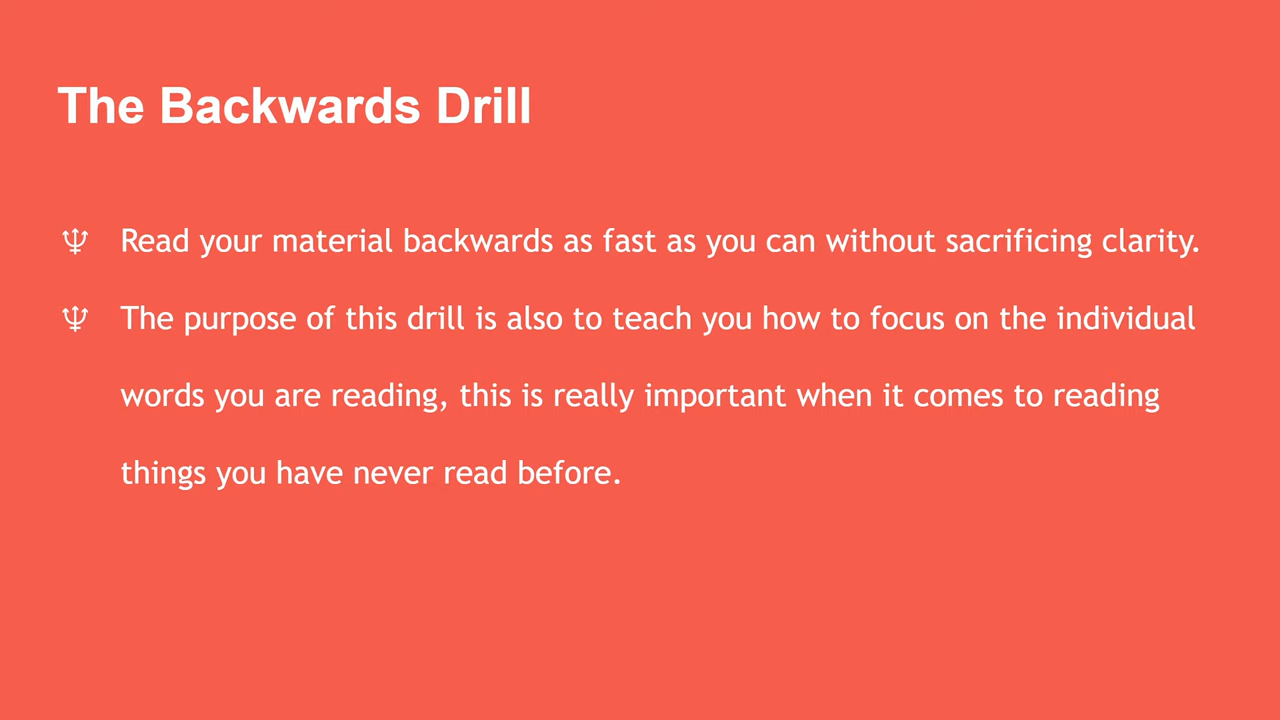 The Backwards Drill
♆ Read your material backwards as fast as you can without sacrificing clarity.
♆ The purpose of this drill is also to teach you how to focus on the individual
words you are reading, this is really important when it comes to reading
things you have never read before.